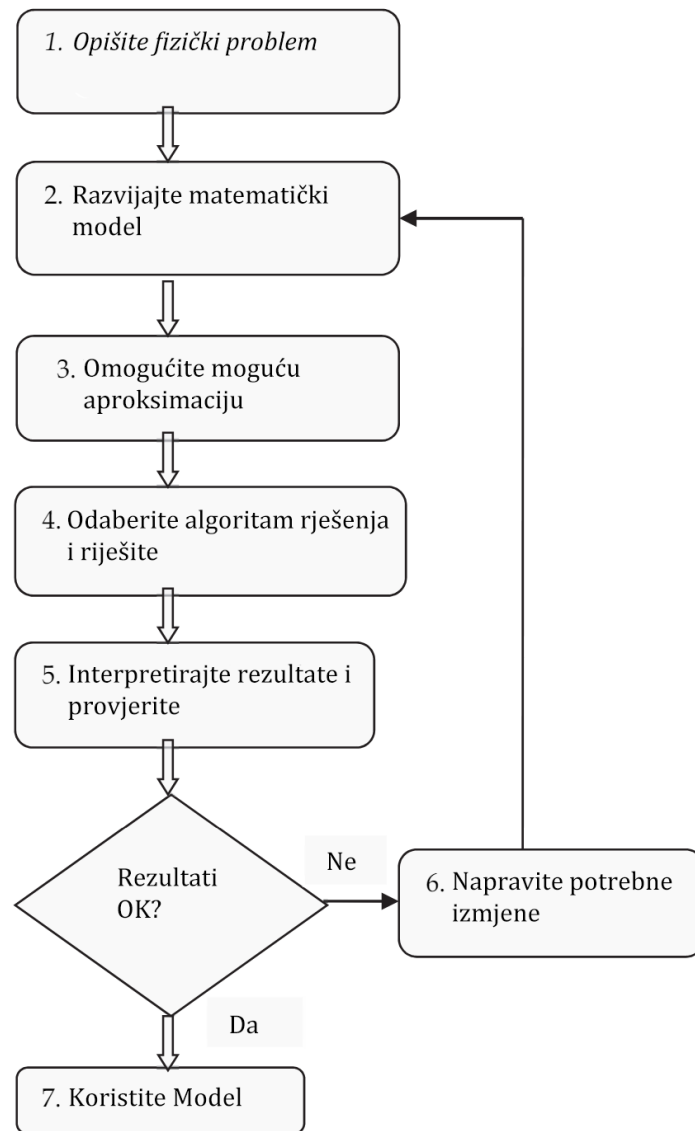 1. Opišite fizički problem
2. Razvijajte matematički
model
3. Omogućite moguću
aproksimaciju
4. Odaberite algoritam rješenja
i riješite
5. Interpretirajte rezultate i
provjerite
Rezultati
OK?
Ne
6. Napravite potrebne
izmjene
Da
7. Koristite Model